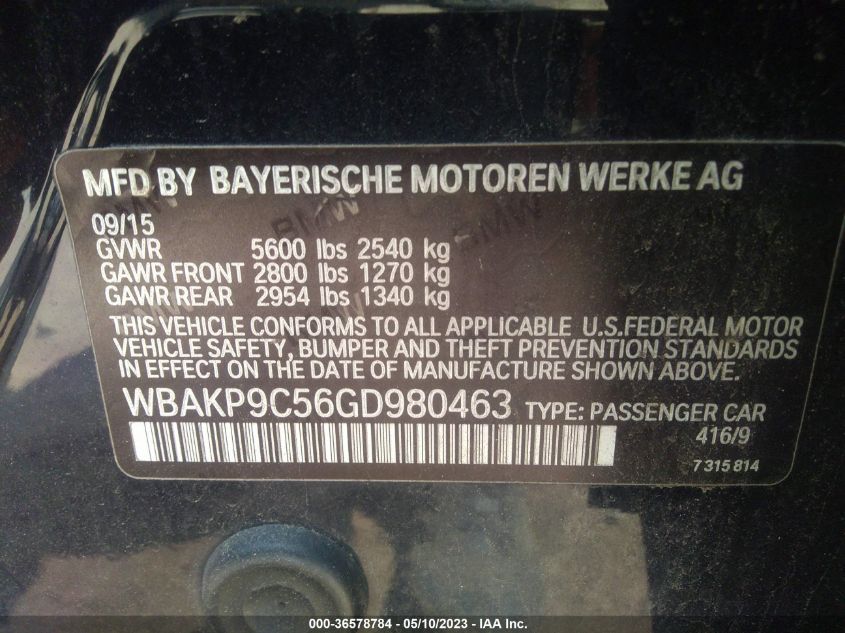 MFD BY BAYERISCHE MOTOREN WERKE AG
09/15
GVWR 5600 lbs 2540 kg
GAWR FRONT 2800 lbs 1270 kg
GAWR REAR 2954 lbs 1340 kg
THIS VEHICLE CONFORMS TO ALL APPLICABLE U.S.FEDERAL MOTOR
VEHICLE SAFETY, BUMPER AND THEFT PREVENTION STANDARDS
IN EFFECT ON THE DATE OF MANUFACTURE SHOWN ABOVE.
WBAKP9C56GD980463 TYPE: PASSENGER CAR
416/9
7 315 814
BMW
BMW
BMW
000-36578784 - 05/10/2023 - IAA Inc.